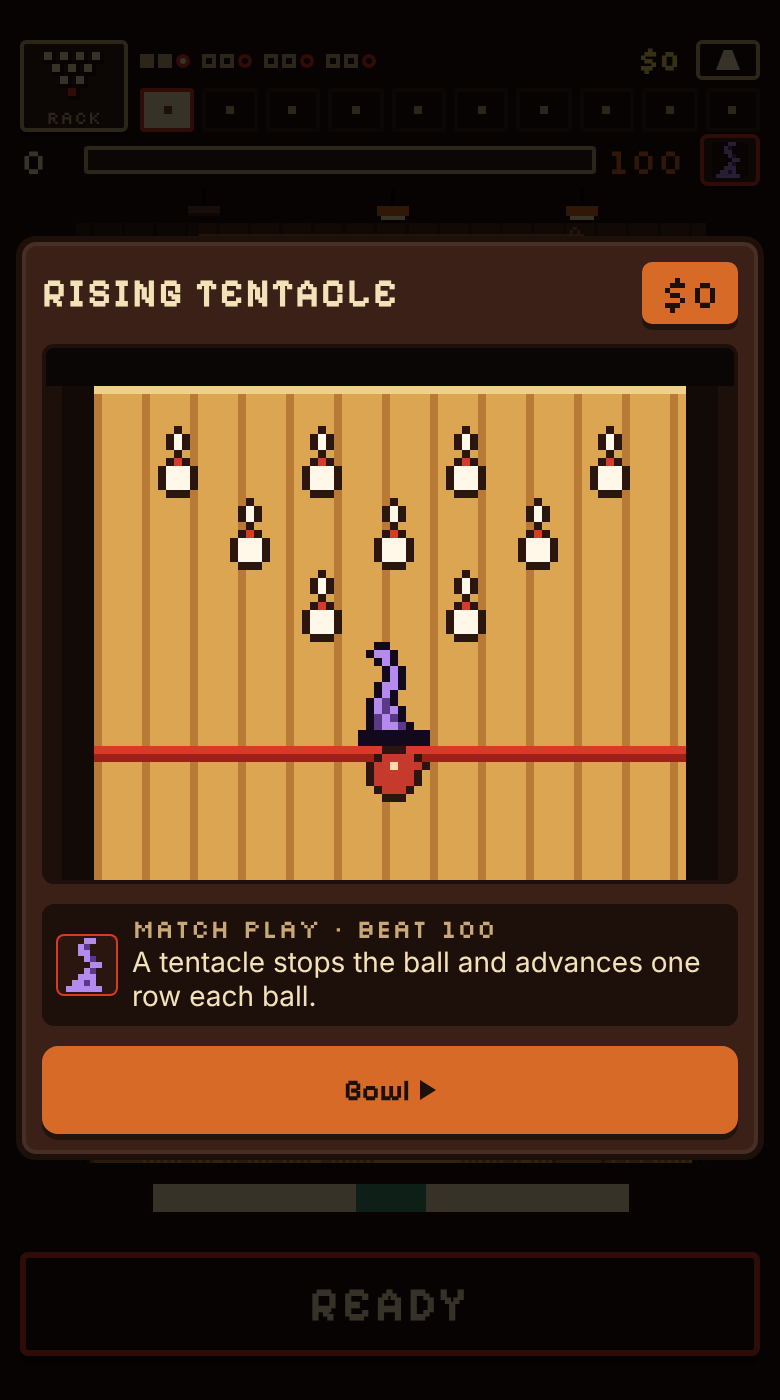 $0
RACK
0
100
RISING TENTACLE
$0
MATCH PLAY · BEAT 100
A tentacle stops the ball and advances one
row each ball.
Bowl ▶
READY